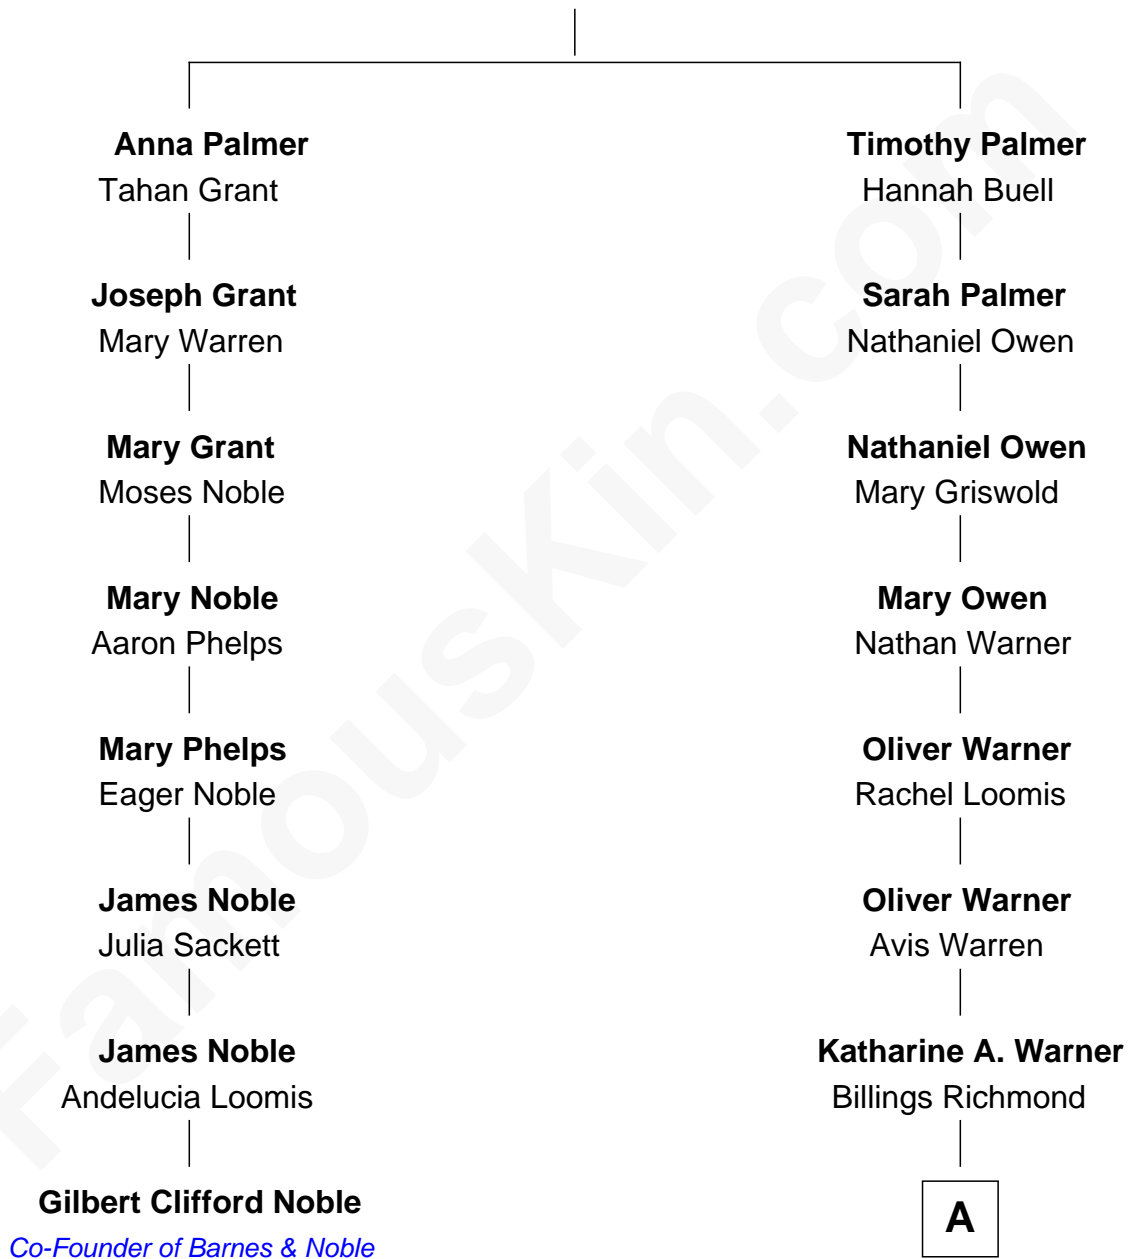 Anna Palmer
Tahan Grant
Joseph Grant
Mary Warren
Mary Grant
Moses Noble
Mary Noble
Aaron Phelps
Mary Phelps
Eager Noble
James Noble
Julia Sackett
James Noble
Andelucia Loomis
Gilbert Clifford Noble
Co-Founder of Barnes & Noble
Timothy Palmer
Hannah Buell
Sarah Palmer
Nathaniel Owen
Nathaniel Owen
Mary Griswold
Mary Owen
Nathan Warner
Oliver Warner
Rachel Loomis
Oliver Warner
Avis Warren
Katharine A. Warner
Billings Richmond
A
FamousKin.com